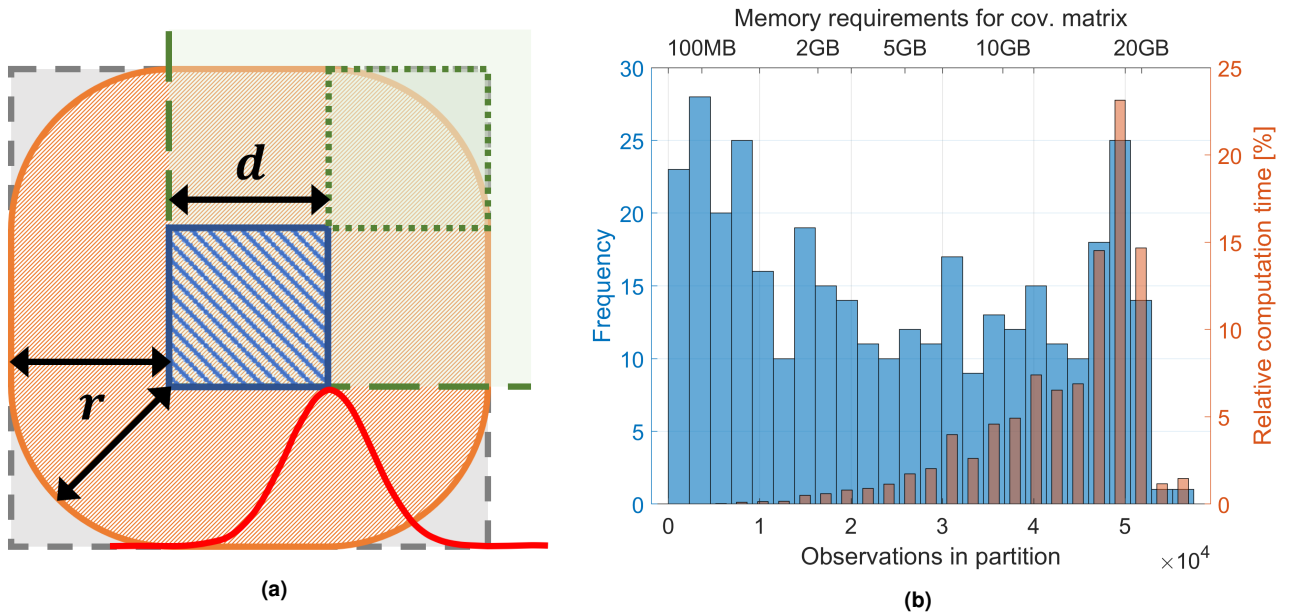 d
r
(a)
Memory requirements for cov. matrix
100MB 2GB 5GB 10GB 20GB
30
25
20
15
10
5
0
Frequency
25
20
15
10
5
0
Relative computation time [%]
0 1 2 3 4 5
×10⁴
Observations in partition
(b)